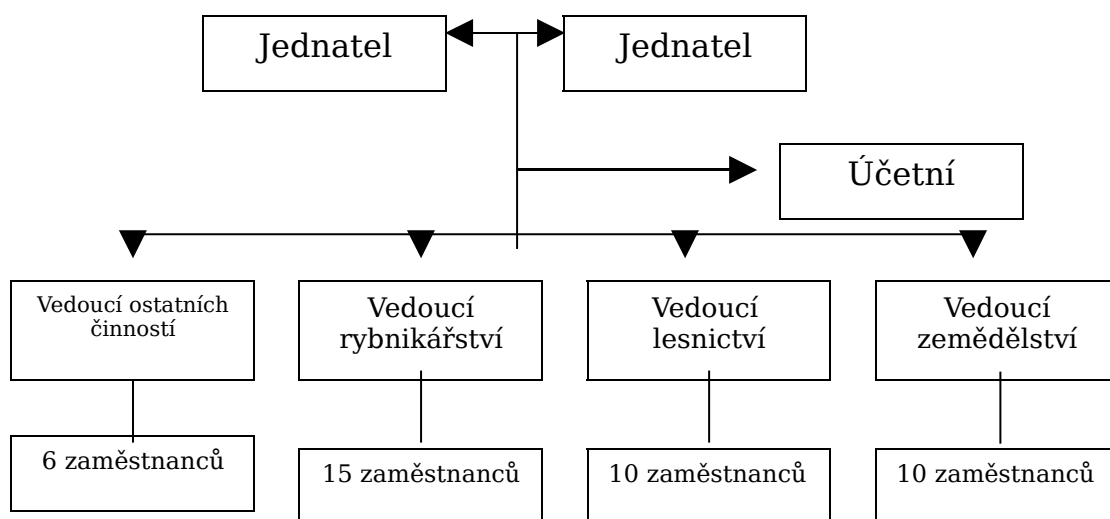 Jednatel
Jednatel
Účetní
Vedoucí ostatních
činností
Vedoucí
rybnikářství
Vedoucí
lesnictví
Vedoucí
zemědělství
6 zaměstnanců
15 zaměstnanců
10 zaměstnanců
10 zaměstnanců